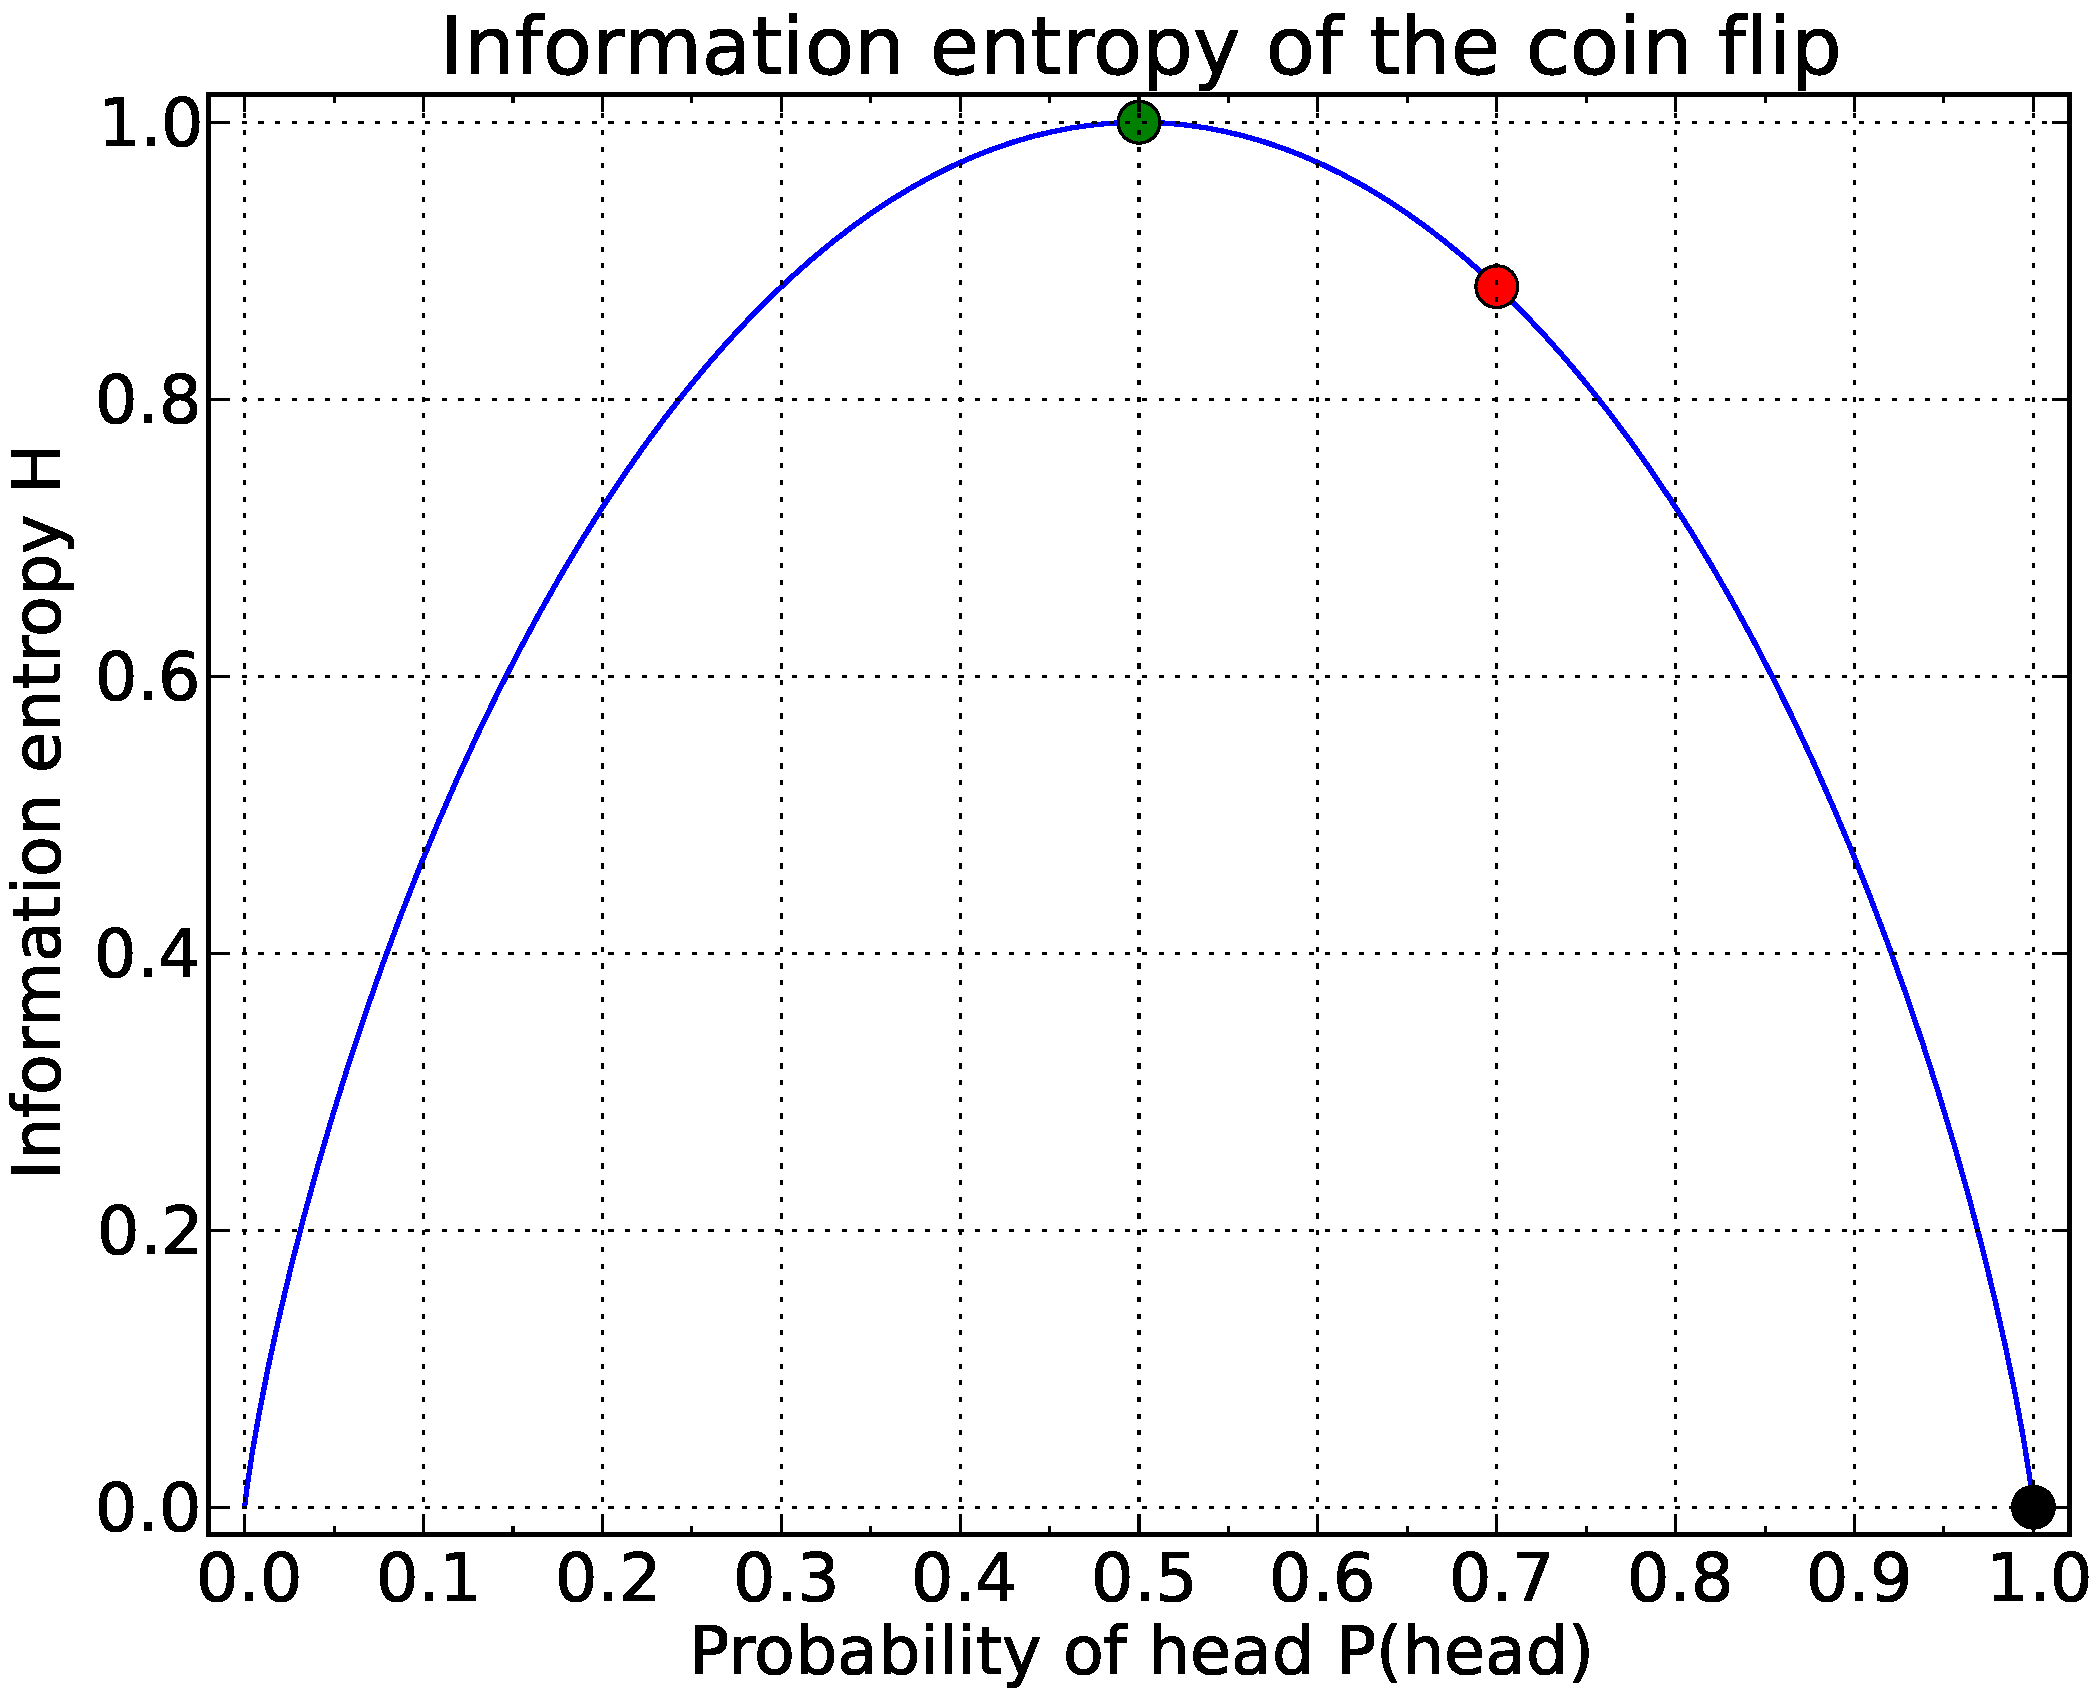 Information entropy of the coin flip
Information entropy H
1.0
0.8
0.6
0.4
0.2
0.0
0.0 0.1 0.2 0.3 0.4 0.5 0.6 0.7 0.8 0.9 1.0
Probability of head P(head)